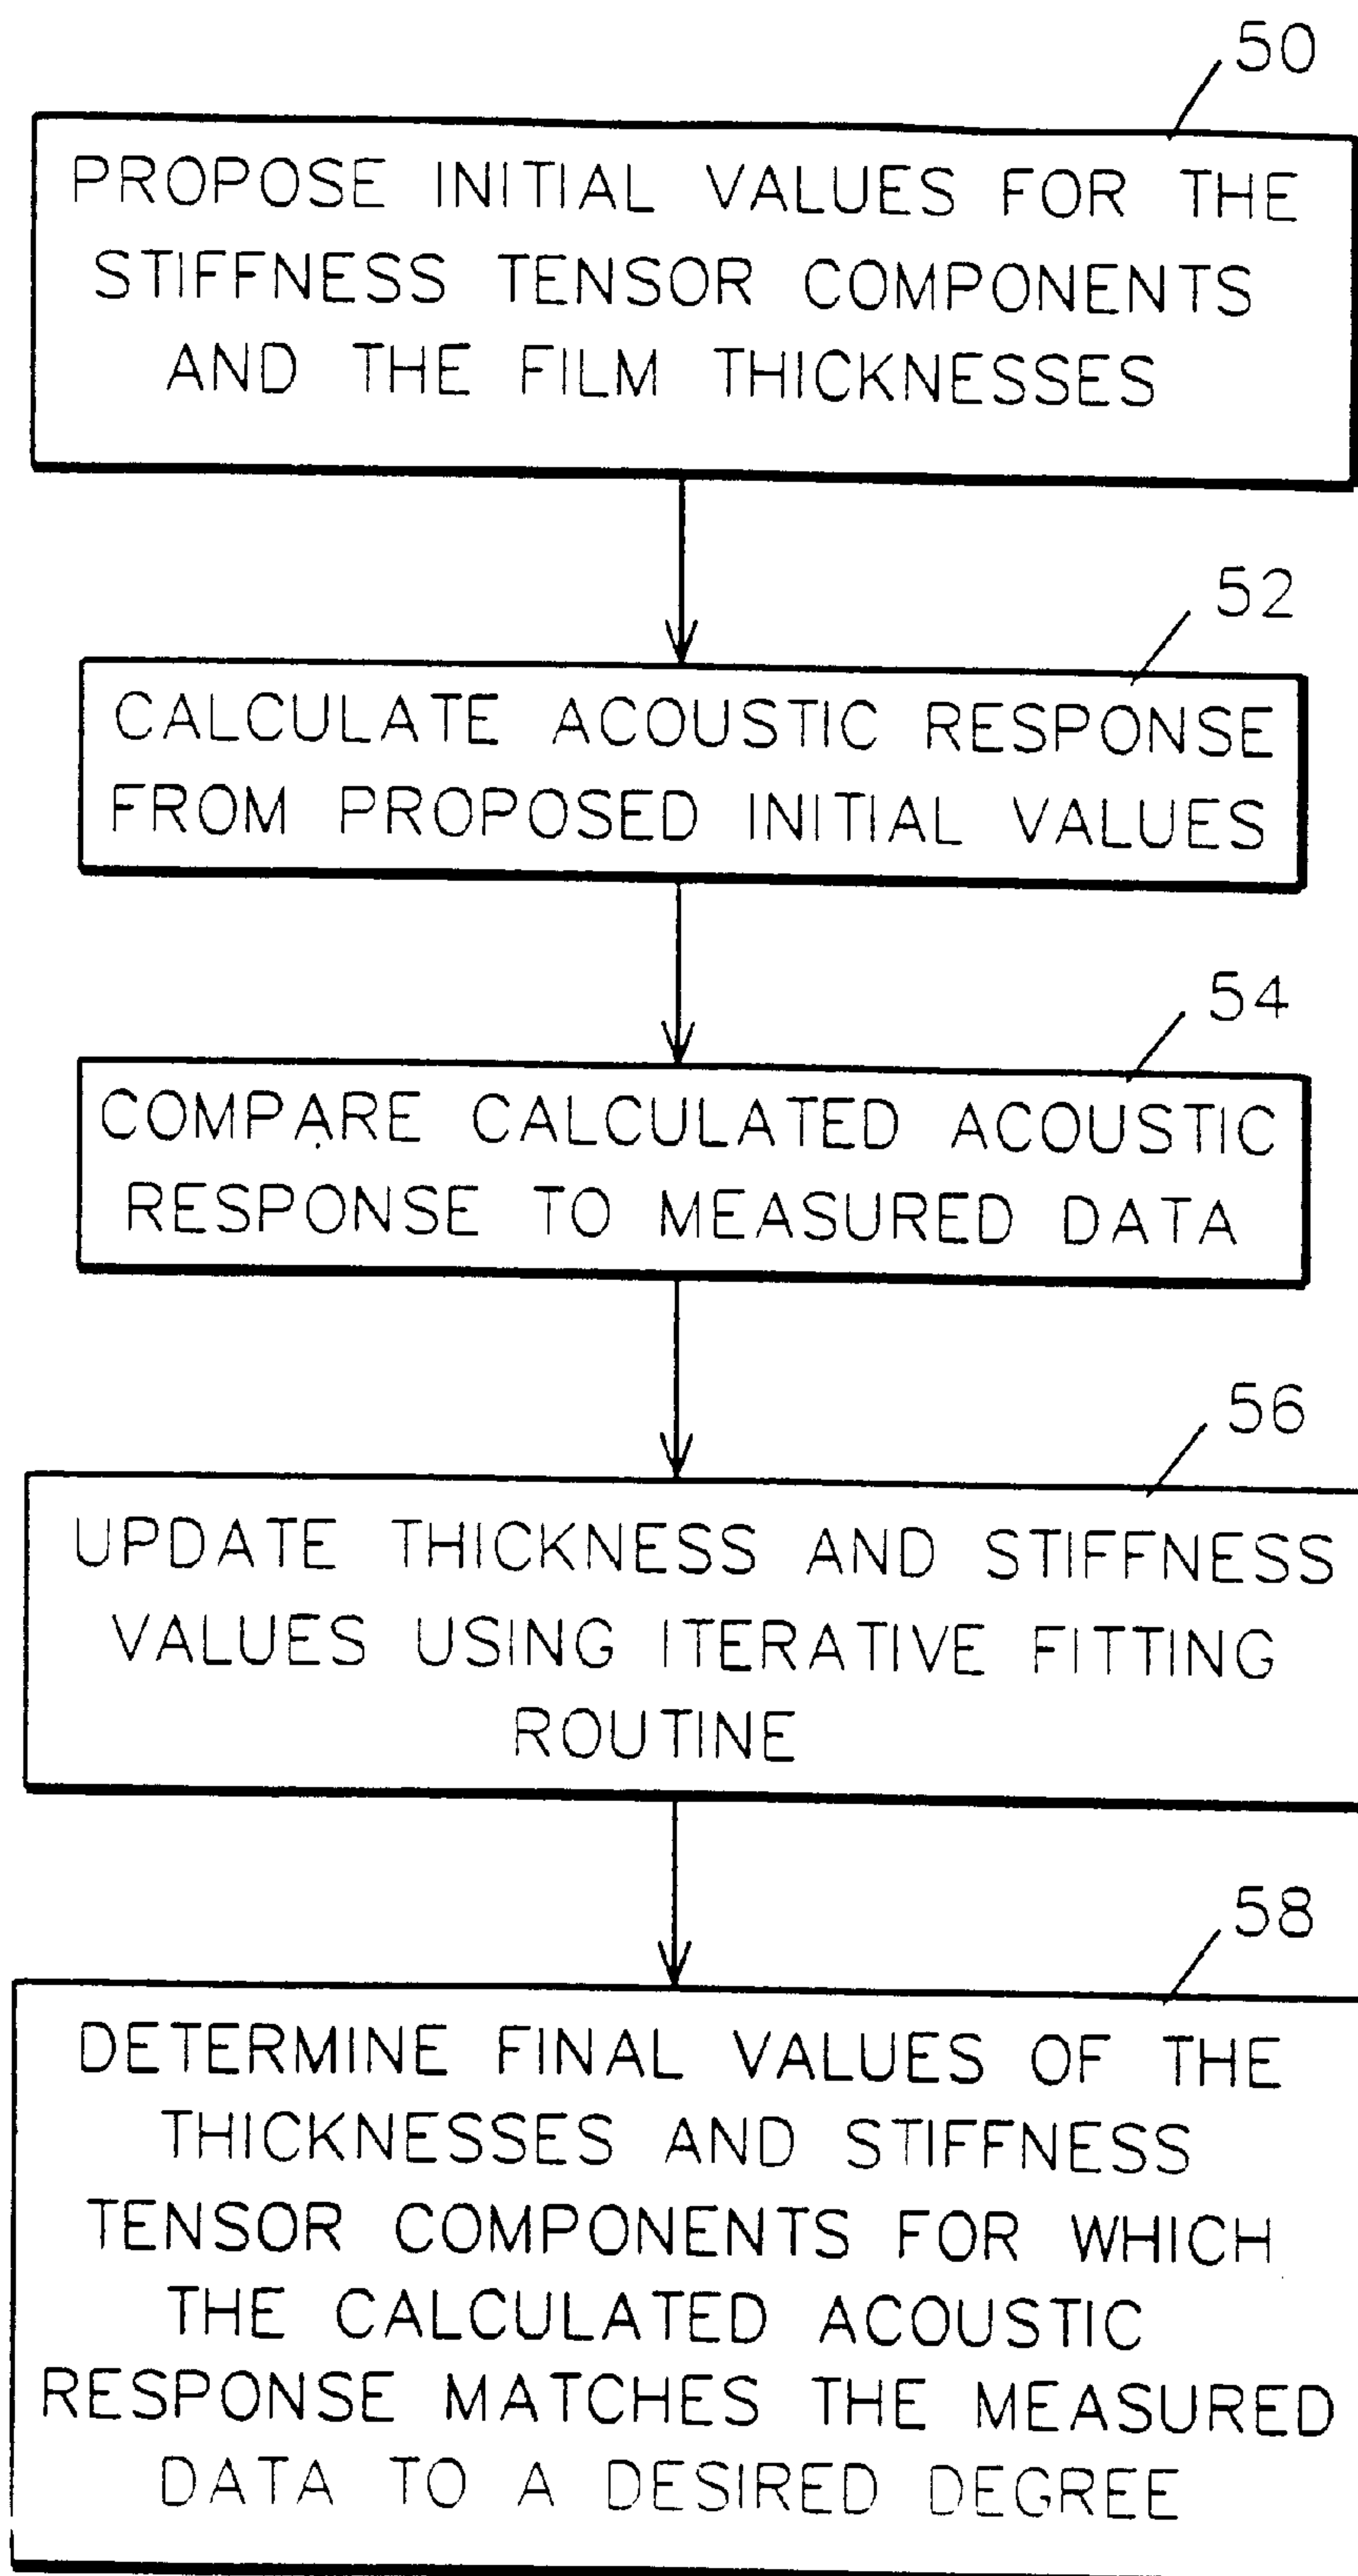 50
PROPOSE INITIAL VALUES FOR THE
STIFFNESS TENSOR COMPONENTS
AND THE FILM THICKNESSES
52
CALCULATE ACOUSTIC RESPONSE
FROM PROPOSED INITIAL VALUES
54
COMPARE CALCULATED ACOUSTIC
RESPONSE TO MEASURED DATA
56
UPDATE THICKNESS AND STIFFNESS
VALUES USING ITERATIVE FITTING
ROUTINE
58
DETERMINE FINAL VALUES OF THE
THICKNESSES AND STIFFNESS
TENSOR COMPONENTS FOR WHICH
THE CALCULATED ACOUSTIC
RESPONSE MATCHES THE MEASURED
DATA TO A DESIRED DEGREE